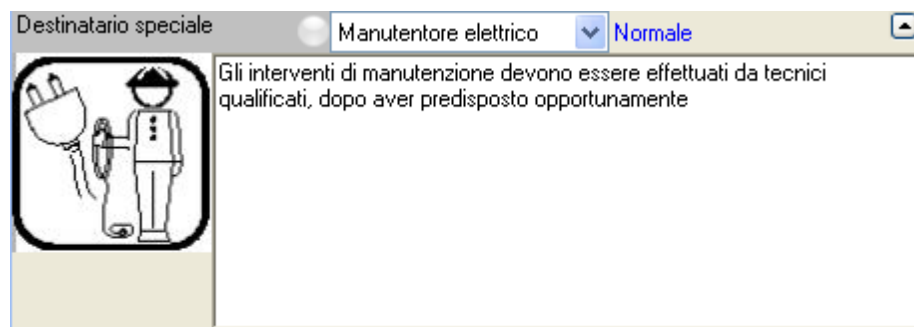 Destinatario speciale
Manutentore elettrico
Normale
Gli interventi di manutenzione devono essere effettuati da tecnici
qualificati, dopo aver predisposto opportunamente